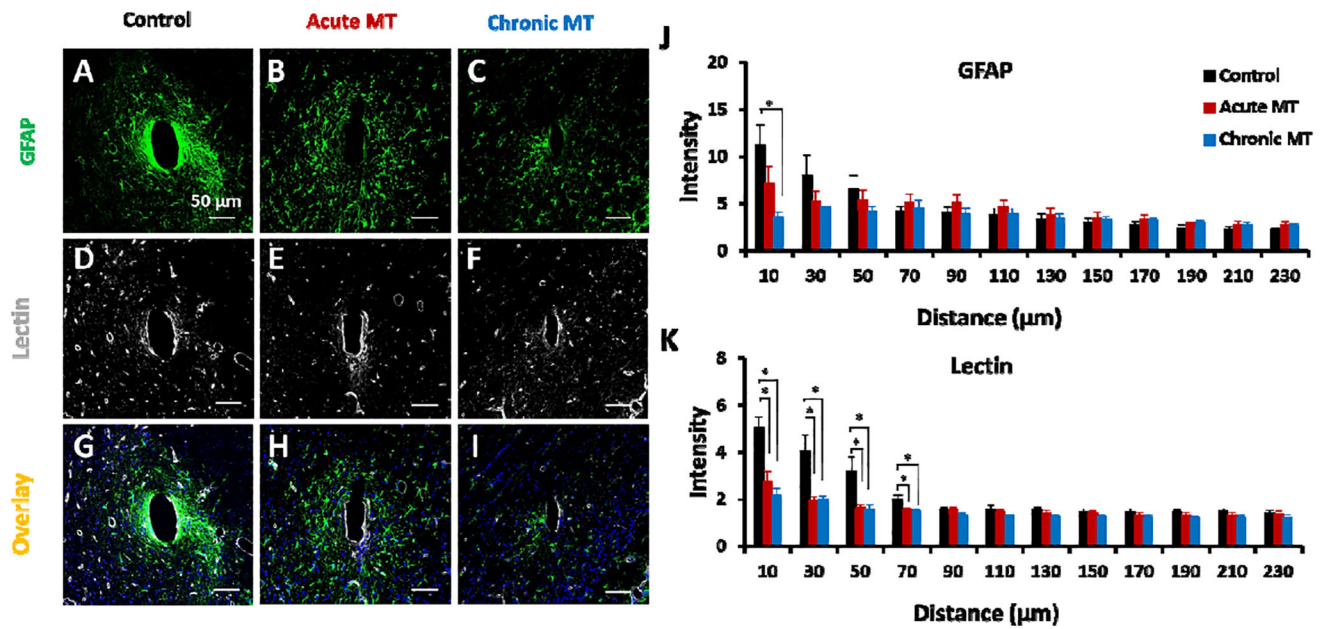 Control
Acute MT
Chronic MT
GFAP
Lectin
Overlay
A
B
C
50 µm
D
E
F
G
H
I
J
GFAP
Control
Acute MT
Chronic MT
*
Intensity
20
15
10
5
0
10 30 50 70 90 110 130 150 170 190 210 230
Distance (µm)
K
Lectin
* * * *
* * * *
Intensity
8
6
4
2
0
10 30 50 70 90 110 130 150 170 190 210 230
Distance (µm)